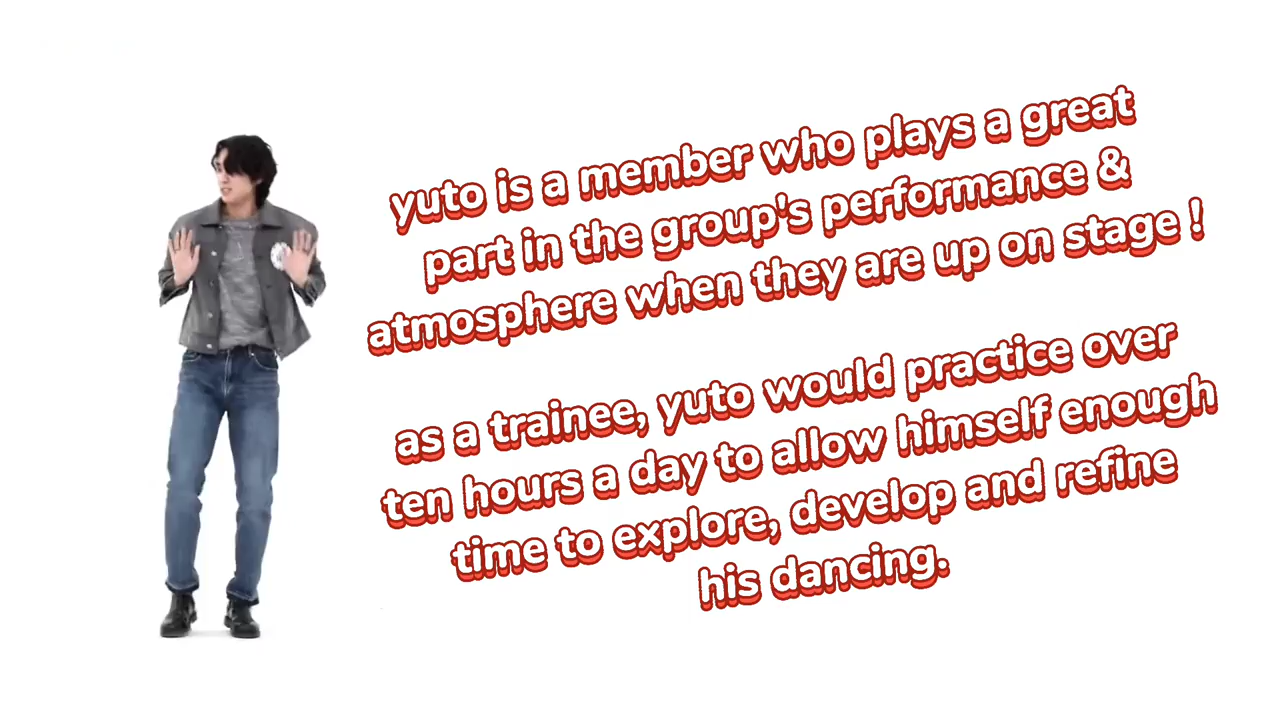 yuto is a member who plays a great
part in the group's performance &
atmosphere when they are up on stage !
as a trainee, yuto would practice over
ten hours a day to allow himself enough
time to explore, develop and refine
his dancing.